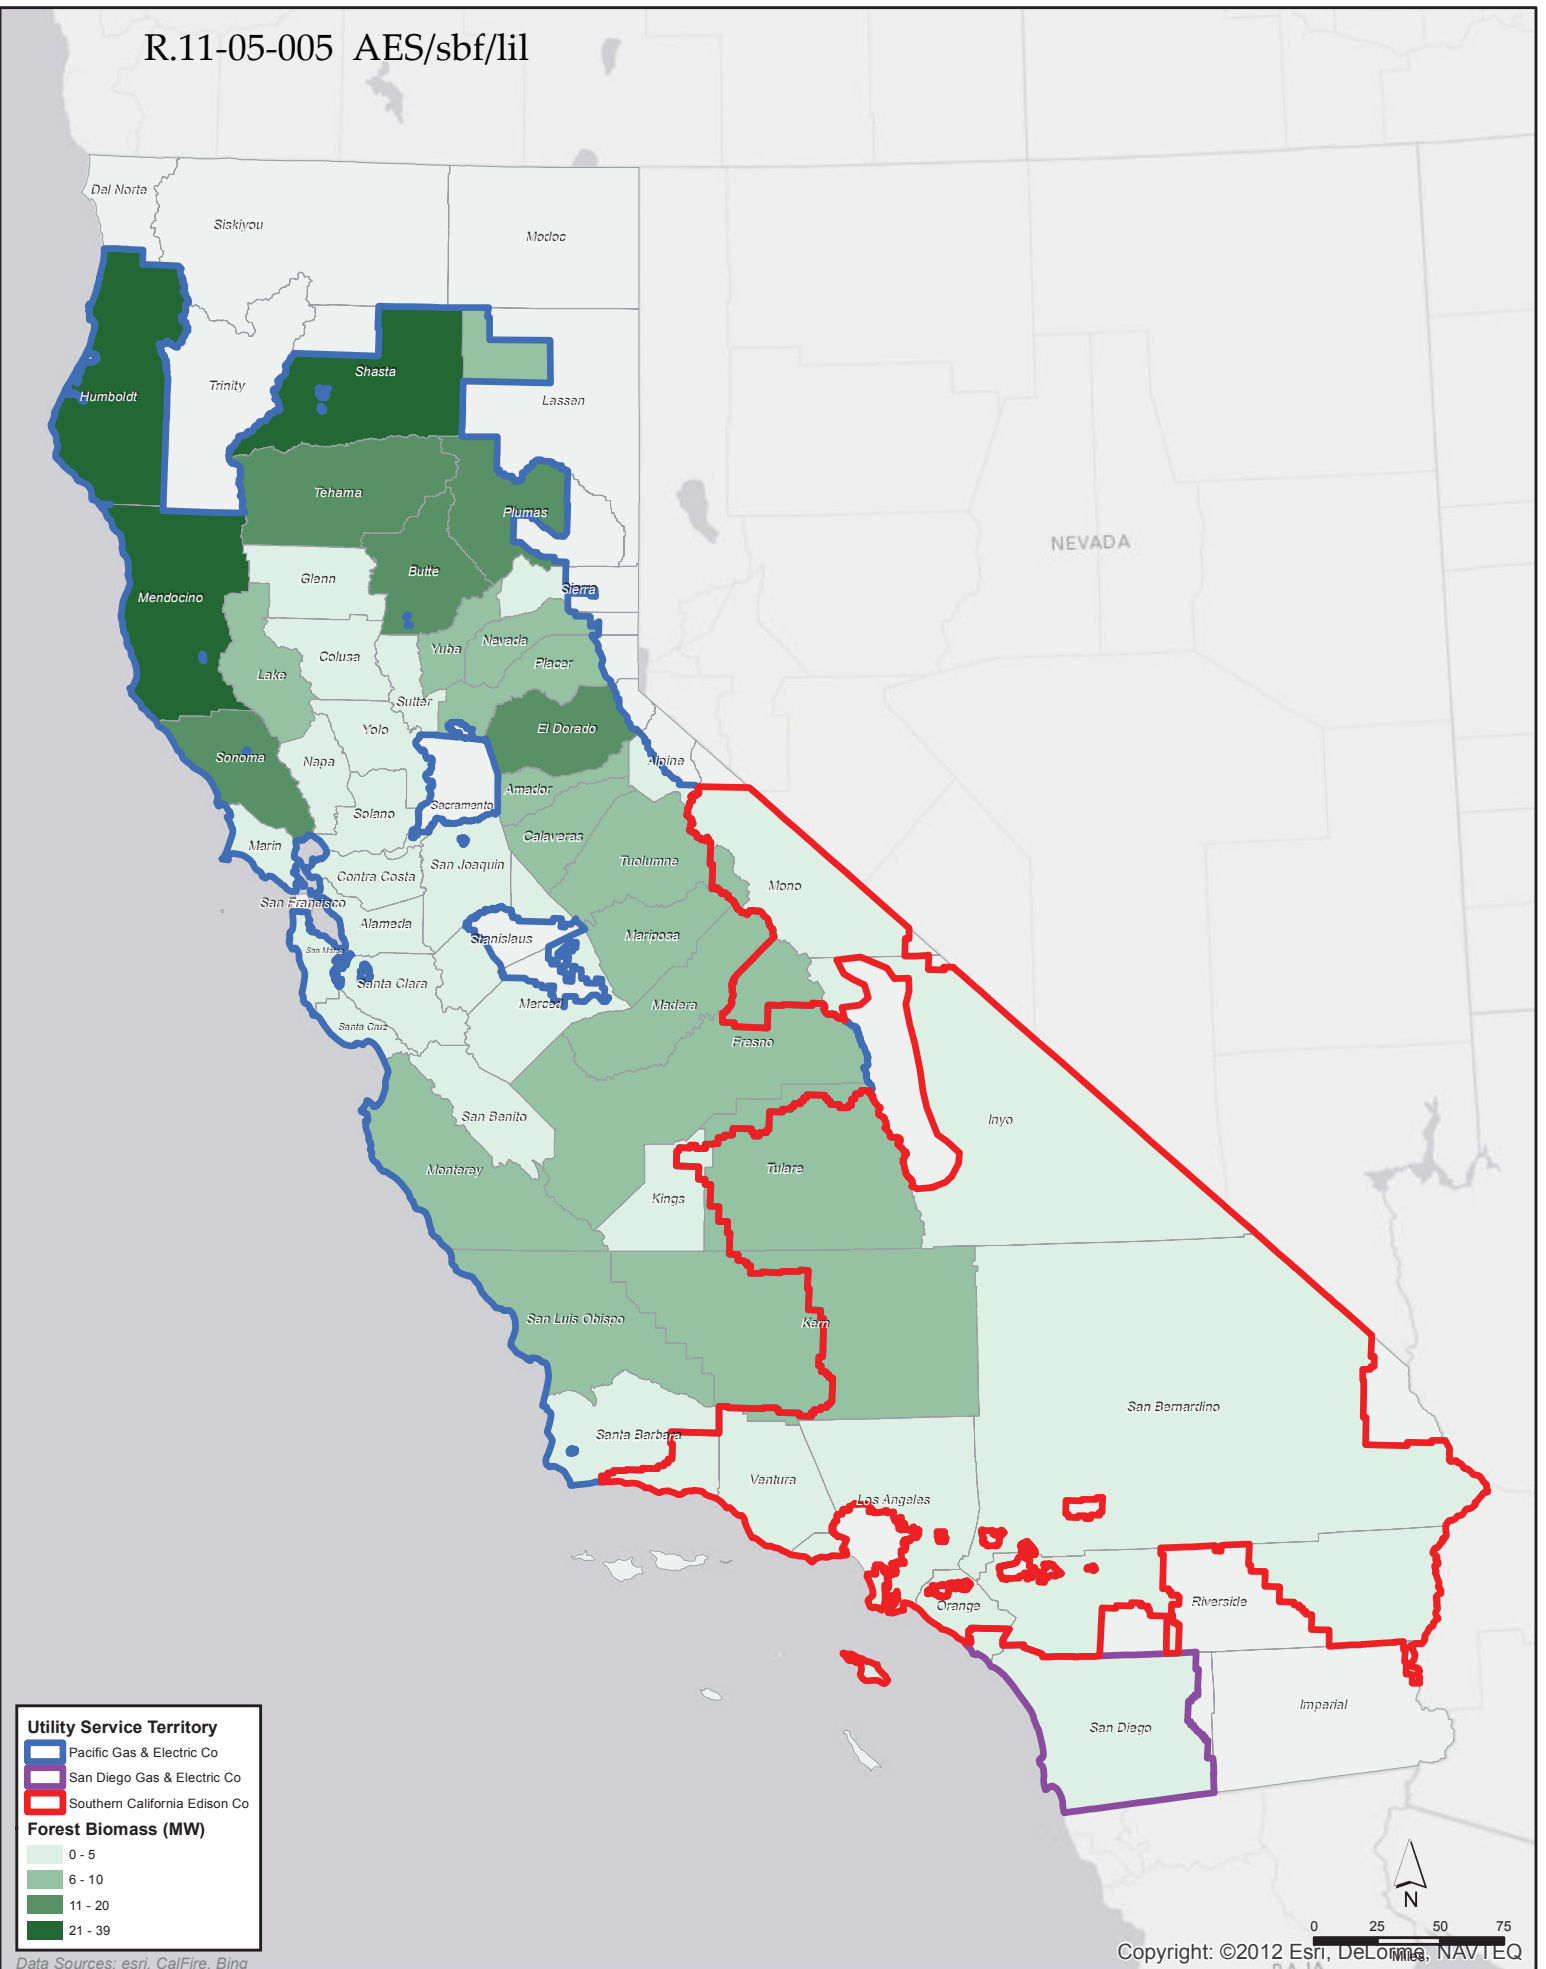 R.11-05-005 AES/sbf/lil
Del Norte
Siskiyou
Modoc
Shasta
Trinity
Humboldt
Lassen
Tehama
Plumas
NEVADA
Butte
Glenn
Sierra
Mendocino
Nevada
Yuba
Colusa
Placer
Lake
Sutter
El Dorado
Yolo
Sonoma
Napa
Alpine
Amador
Sacramento
Solano
Calaveras
Marin
Tuolumne
San Joaquin
Contra Costa
Mono
San Francisco
Alameda
Mariposa
Stanislaus
San Mateo
Santa Clara
Merced
Madera
Santa Cruz
Fresno
San Benito
Inyo
Monterey
Tulare
Kings
San Luis Obispo
Kern
San Bernardino
Santa Barbara
Ventura
Los Angeles
Riverside
Orange
Imperial
San Diego
Utility Service Territory
Pacific Gas & Electric Co
San Diego Gas & Electric Co
Southern California Edison Co
Forest Biomass (MW)
0 - 5
6 - 10
11 - 20
21 - 39
N
0 25 50 75
Miles
Copyright: ©2012 Esri, DeLorme, NAVTEQ
BAJA
Data Sources: esri, CalFire, Bing